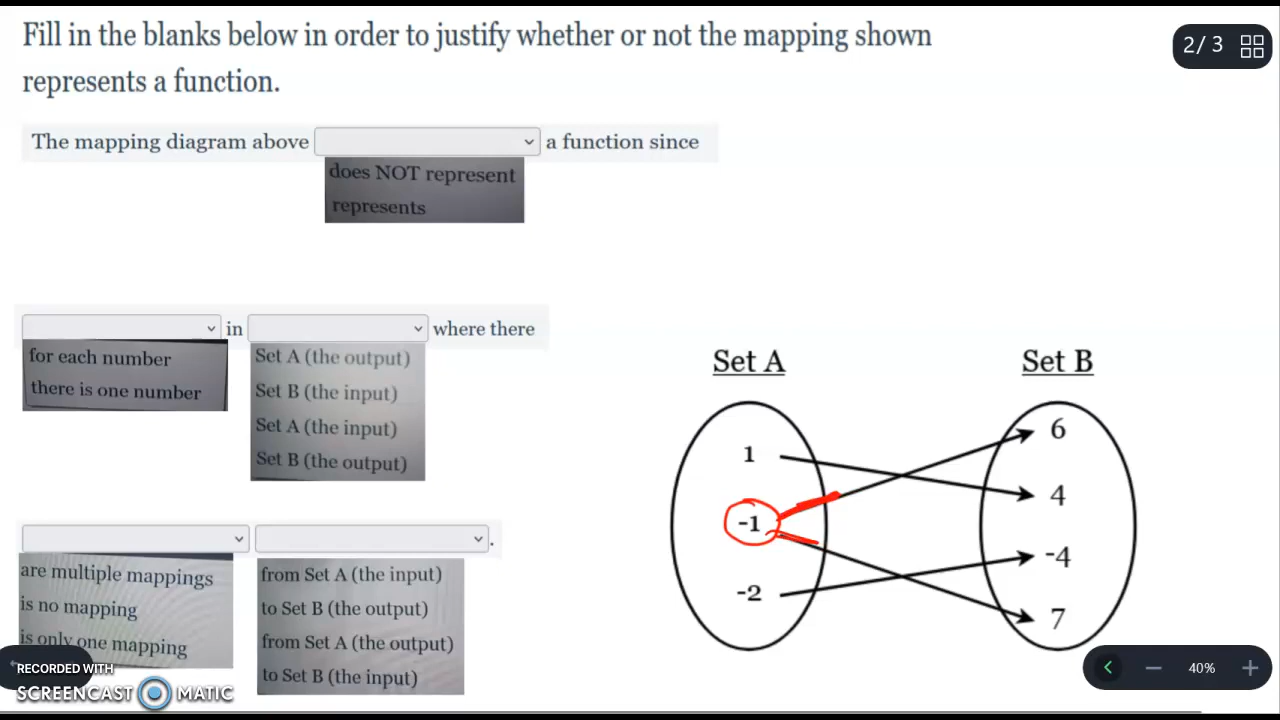 Fill in the blanks below in order to justify whether or not the mapping shown
2/ 3
represents a function.
The mapping diagram above a function since
does NOT represent
represents
in where there
for each number
there is one number
Set A (the output)
Set B (the input)
Set A (the input)
Set B (the output)
.
are multiple mappings
is no mapping
is only one mapping
from Set A (the input)
to Set B (the output)
from Set A (the output)
to Set B (the input)
Set A
Set B
1
-1
-2
6
4
-4
7
RECORDED WITH
SCREENCAST MATIC
40%